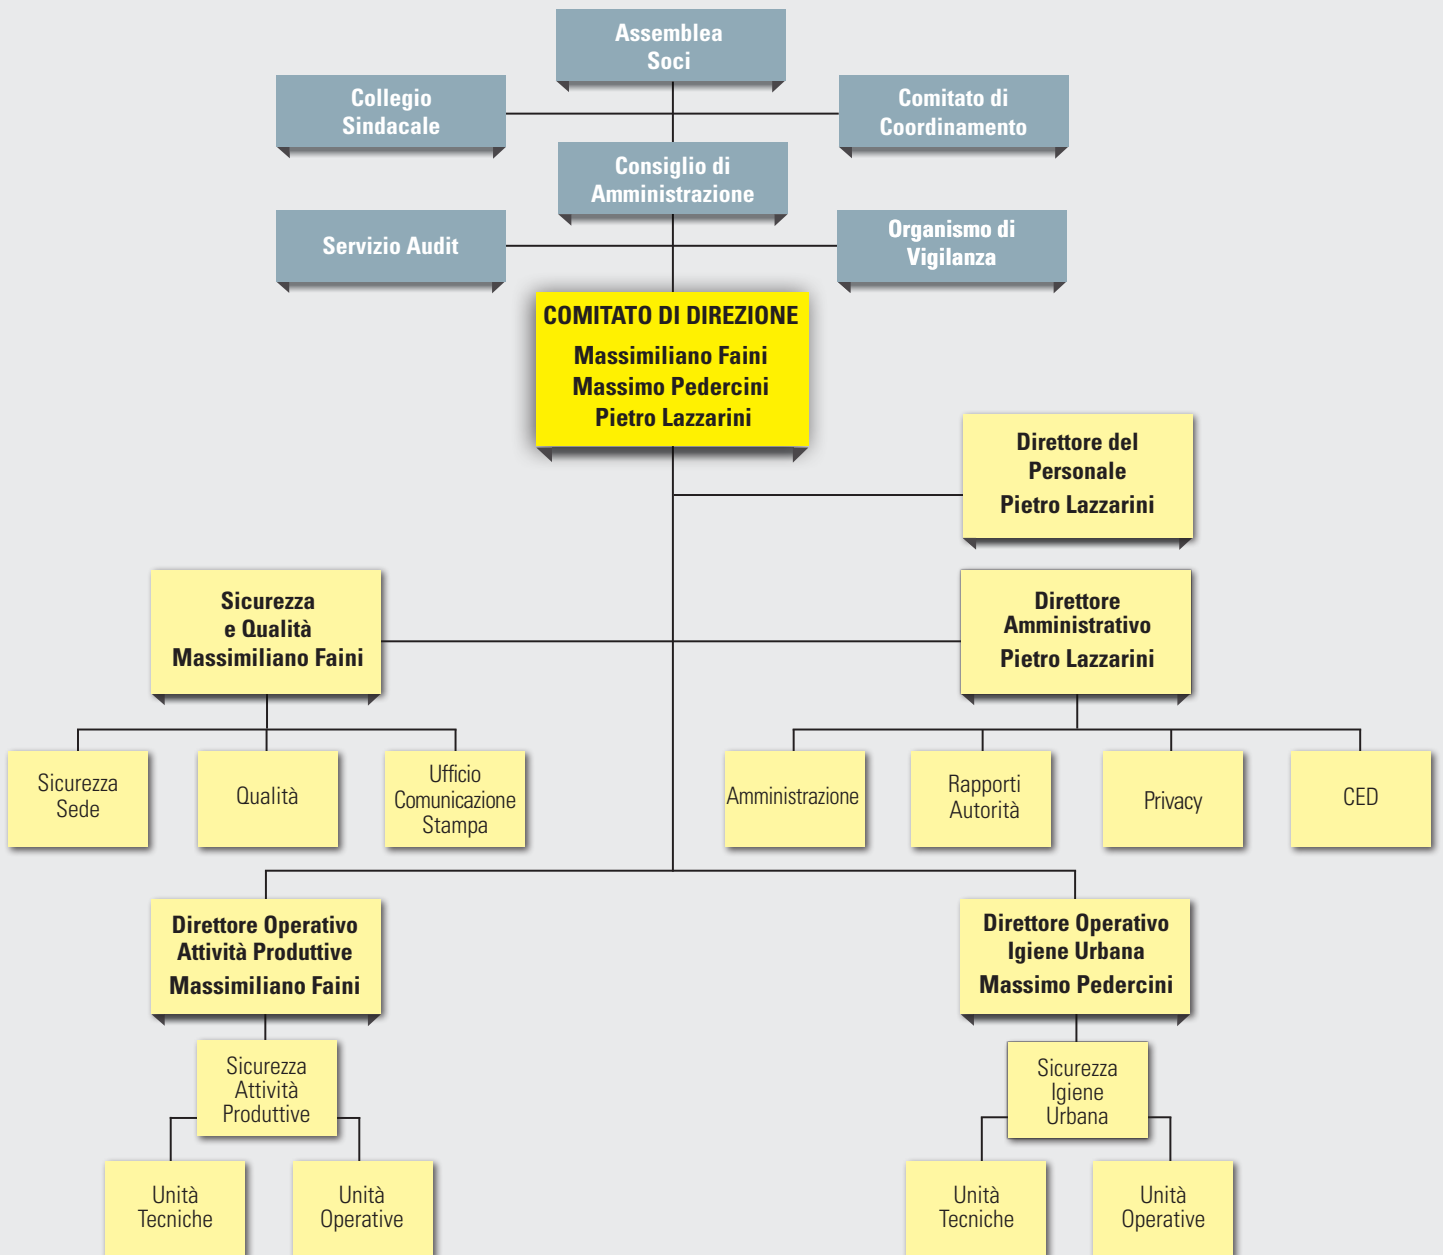 Assemblea
Soci
Collegio
Sindacale
Comitato di
Coordinamento
Consiglio di
Amministrazione
Servizio Audit
Organismo di
Vigilanza
COMITATO DI DIREZIONE
Massimiliano Faini
Massimo Pedercini
Pietro Lazzarini
Direttore del
Personale
Pietro Lazzarini
Sicurezza
e Qualità
Massimiliano Faini
Direttore
Amministrativo
Pietro Lazzarini
Sicurezza
Sede
Qualità
Ufficio
Comunicazione
Stampa
Amministrazione
Rapporti
Autorità
Privacy
CED
Direttore Operativo
Attività Produttive
Massimiliano Faini
Direttore Operativo
Igiene Urbana
Massimo Pedercini
Sicurezza
Attività
Produttive
Sicurezza
Igiene
Urbana
Unità
Tecniche
Unità
Operative
Unità
Tecniche
Unità
Operative